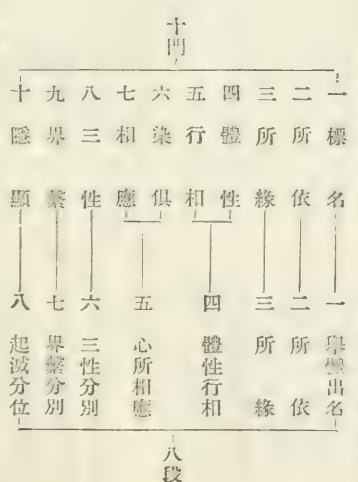 十門
一標名
二所依
三所緣
四體性
五行相
六染俱
七相應
八三性
九界繫
十隱顯
一舉體出名
二所依
三所緣
四體性行相
五心所相應
六三性分別
七界繫分別
八起滅分位
八段